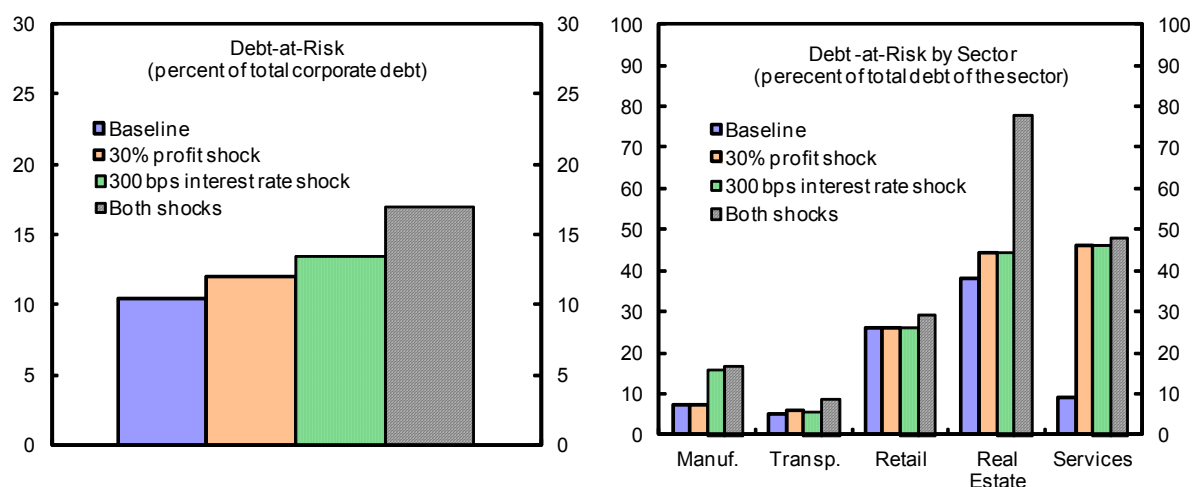 Debt-at-Risk
(percent of total corporate debt)
30
25
20
15
10
5
0
30
25
20
15
10
5
0
Baseline
30% profit shock
300 bps interest rate shock
Both shocks
Debt -at-Risk by Sector
(perecent of total debt of the sector)
100
90
80
70
60
50
40
30
20
10
0
100
90
80
70
60
50
40
30
20
10
0
Baseline
30% profit shock
300 bps interest rate shock
Both shocks
Manuf.
Transp.
Retail
Real
Estate
Services